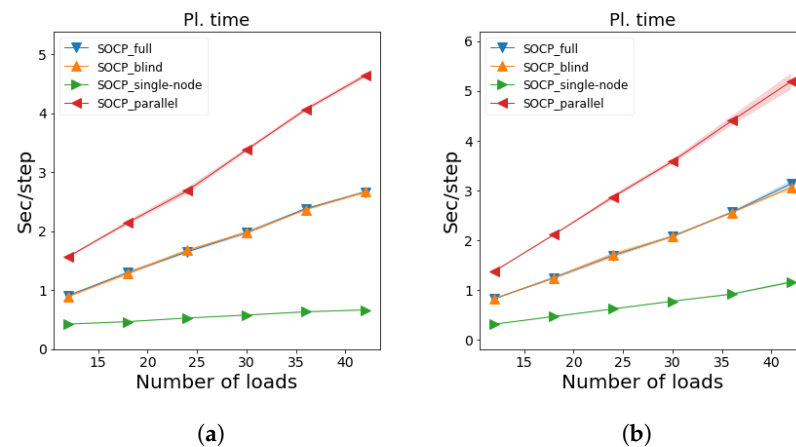 Pl. time
SOCP_full
SOCP_blind
SOCP_single-node
SOCP_parallel
5
4
3
2
1
0
Sec/step
15 20 25 30 35 40
Number of loads
(a)
Pl. time
SOCP_full
SOCP_blind
SOCP_single-node
SOCP_parallel
6
5
4
3
2
1
0
Sec/step
15 20 25 30 35 40
Number of loads
(b)